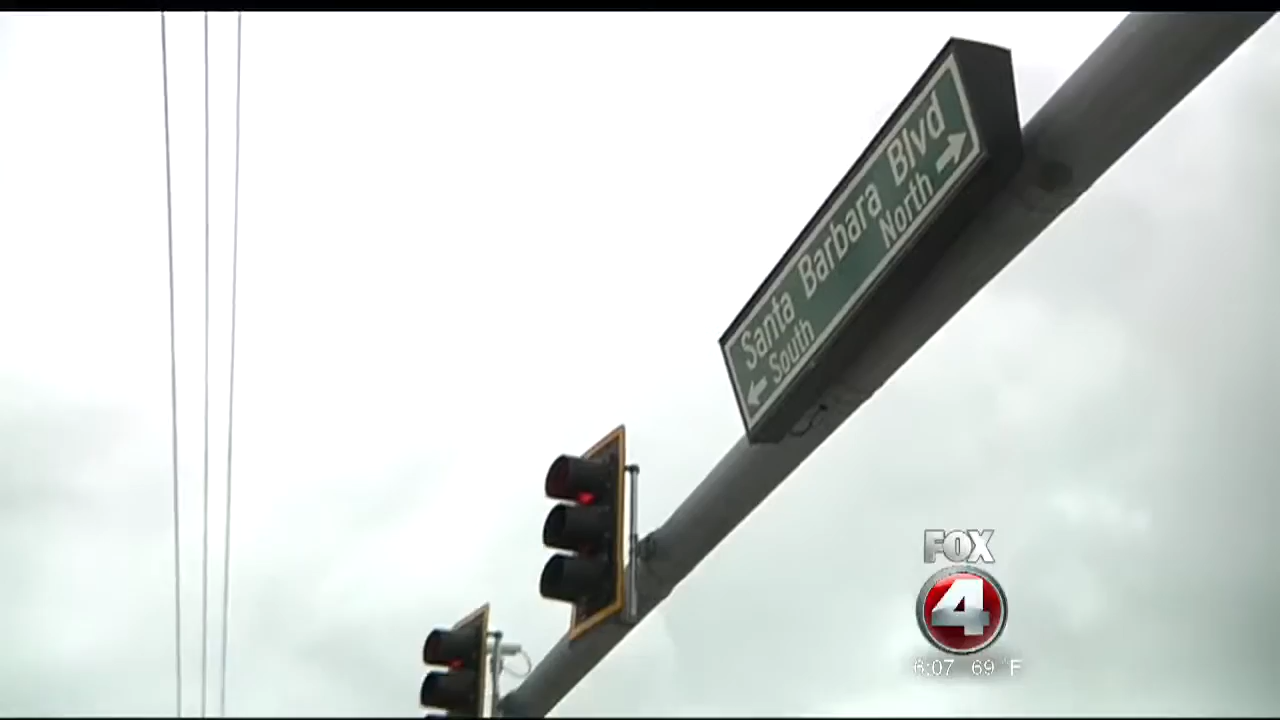 Santa Barbara Blvd
← South North →
FOX
4
6:07 69 °F